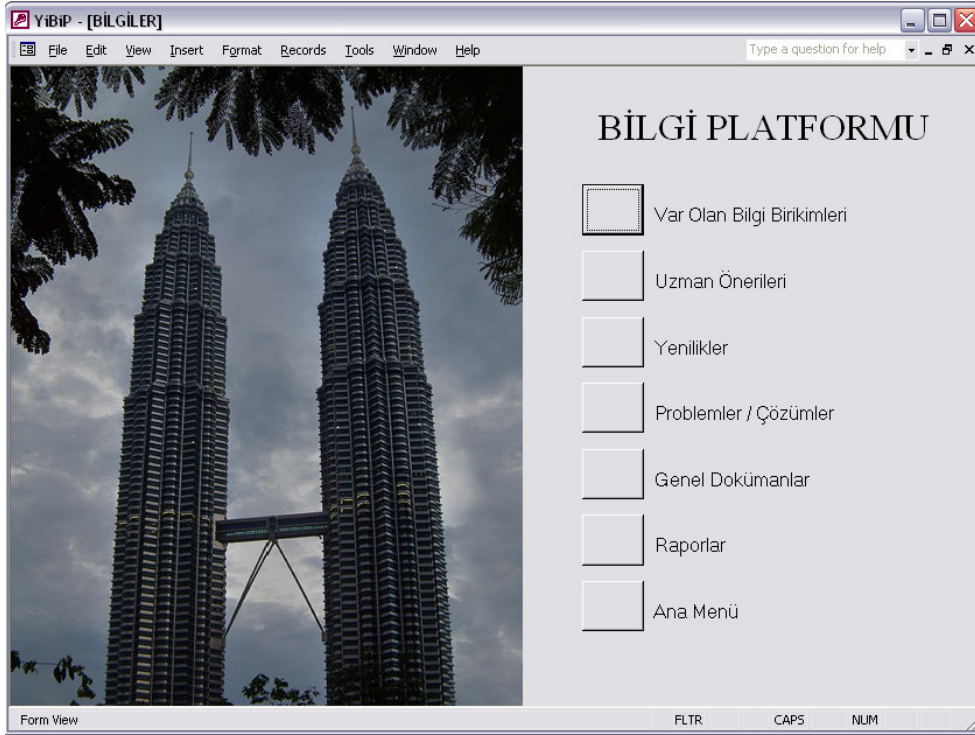 YiBiP - [BİLGİLER]
File Edit View Insert Format Records Tools Window Help
Type a question for help
BİLGİ PLATFORMU
Var Olan Bilgi Birikimleri
Uzman Önerileri
Yenilikler
Problemler / Çözümler
Genel Dokümanlar
Raporlar
Ana Menü
Form View
FLTR CAPS NUM